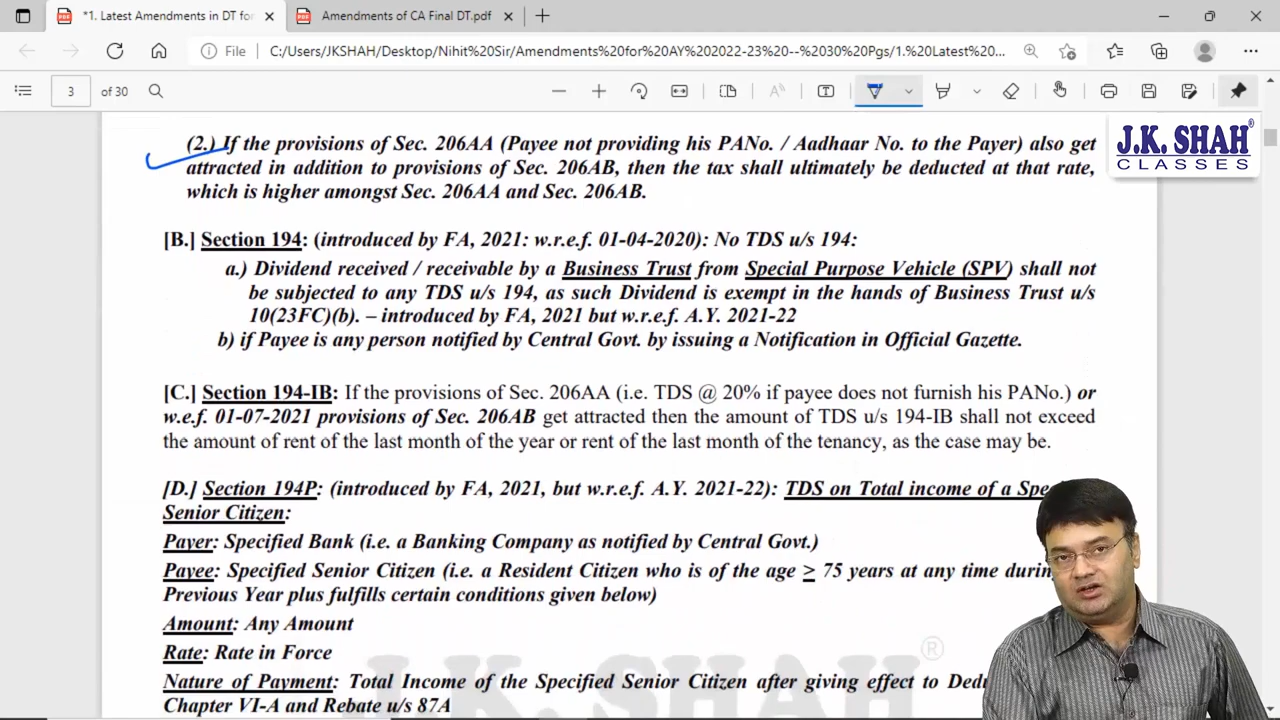 *1. Latest Amendments in DT for
Amendments of CA Final DT.pdf
File
C:/Users/JKSHAH/Desktop/Nihit%20Sir/Amendments%20for%20AY%202022-23%20--%2030%20Pgs/1.%20Latest%20...
3 of 30
J.K. SHAH®
CLASSES
(2.) If the provisions of Sec. 206AA (Payee not providing his PANo. / Aadhaar No. to the Payer) also get
attracted in addition to provisions of Sec. 206AB, then the tax shall ultimately be deducted at that rate,
which is higher amongst Sec. 206AA and Sec. 206AB.
[B.] Section 194: (introduced by FA, 2021: w.r.e.f. 01-04-2020): No TDS u/s 194:
a.) Dividend received / receivable by a Business Trust from Special Purpose Vehicle (SPV) shall not
be subjected to any TDS u/s 194, as such Dividend is exempt in the hands of Business Trust u/s
10(23FC)(b). – introduced by FA, 2021 but w.r.e.f. A.Y. 2021-22
b) if Payee is any person notified by Central Govt. by issuing a Notification in Official Gazette.
[C.] Section 194-IB: If the provisions of Sec. 206AA (i.e. TDS @ 20% if payee does not furnish his PANo.) or
w.e.f. 01-07-2021 provisions of Sec. 206AB get attracted then the amount of TDS u/s 194-IB shall not exceed
the amount of rent of the last month of the year or rent of the last month of the tenancy, as the case may be.
[D.] Section 194P: (introduced by FA, 2021, but w.r.e.f. A.Y. 2021-22): TDS on Total income of a
Senior Citizen:
Payer: Specified Bank (i.e. a Banking Company as notified by Central Govt.)
Payee: Specified Senior Citizen (i.e. a Resident Citizen who is of the age ≥ 75 years at any time
Previous Year plus fulfills certain conditions given below)
Amount: Any Amount
Rate: Rate in Force
Nature of Payment: Total Income of the Specified Senior Citizen after giving effect to
Chapter VI-A and Rebate u/s 87A
J.K. SHAH ®